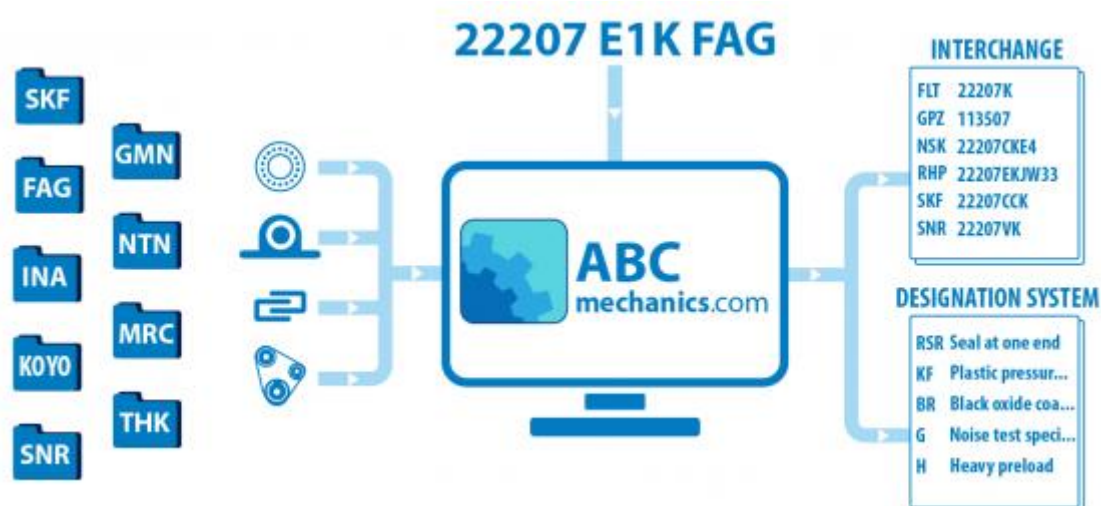 22207 E1K FAG
SKF
GMN
FAG
NTN
INA
MRC
KOYO
THK
SNR
ABC
mechanics.com
INTERCHANGE
FLT 22207K
GPZ 113507
NSK 22207CKE4
RHP 22207EKJW33
SKF 22207CCK
SNR 22207VK
DESIGNATION SYSTEM
RSR Seal at one end
KF Plastic pressur...
BR Black oxide coa...
G Noise test speci...
H Heavy preload